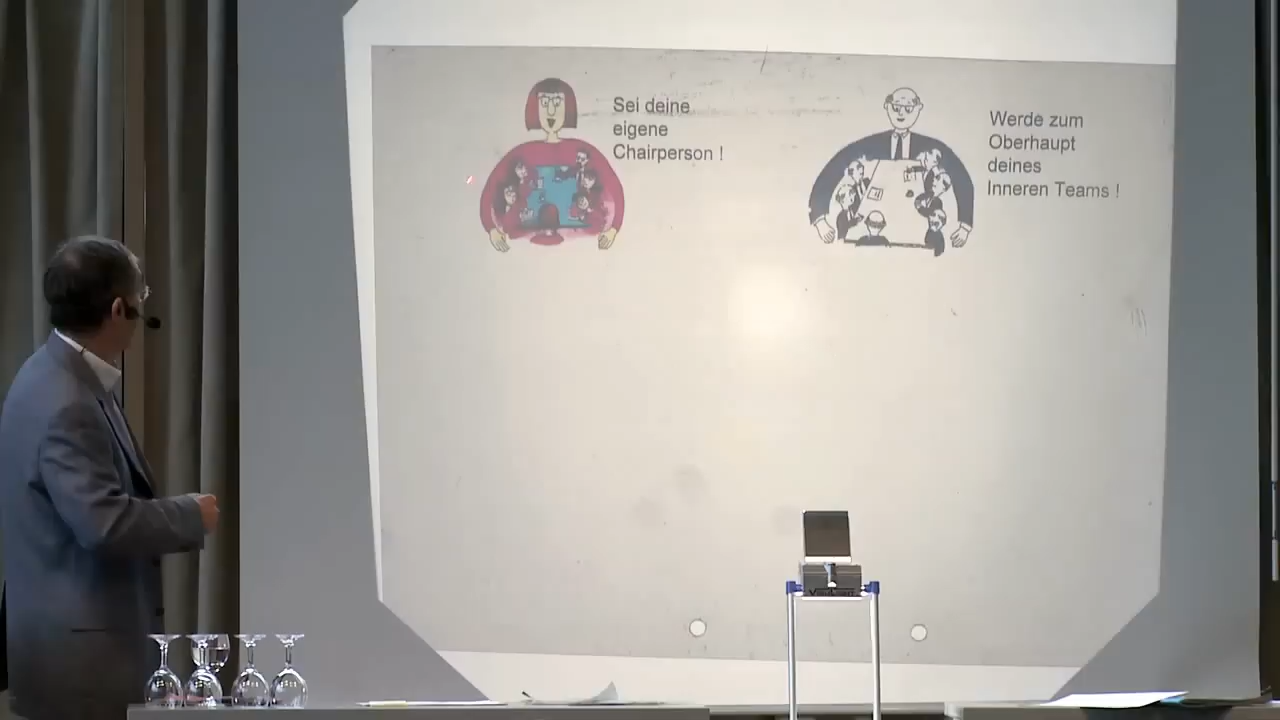 Sei deine
eigene
Chairperson !
Werde zum
Oberhaupt
deines
Inneren Teams !